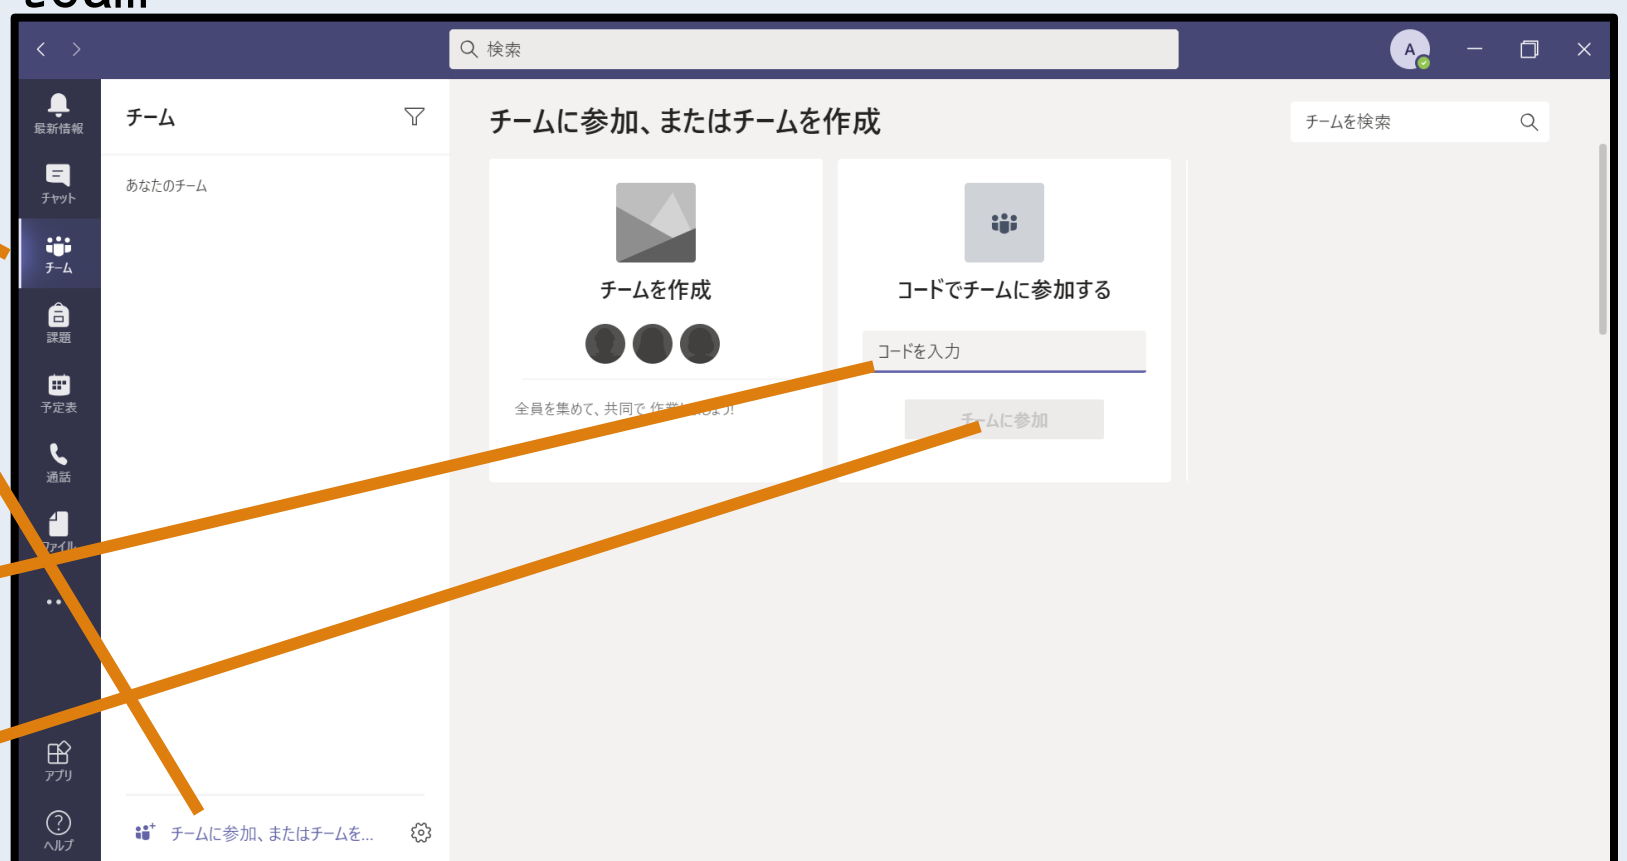 team
検索
A
最新情報
チーム
チームに参加、またはチームを作成
チームを検索
チャット
あなたのチーム
チーム
課題
予定表
通話
ファイル
アプリ
ヘルプ
チームを作成
全員を集めて、共同で
コードでチームに参加する
コードを入力
チームに参加
チームに参加、またはチームを...